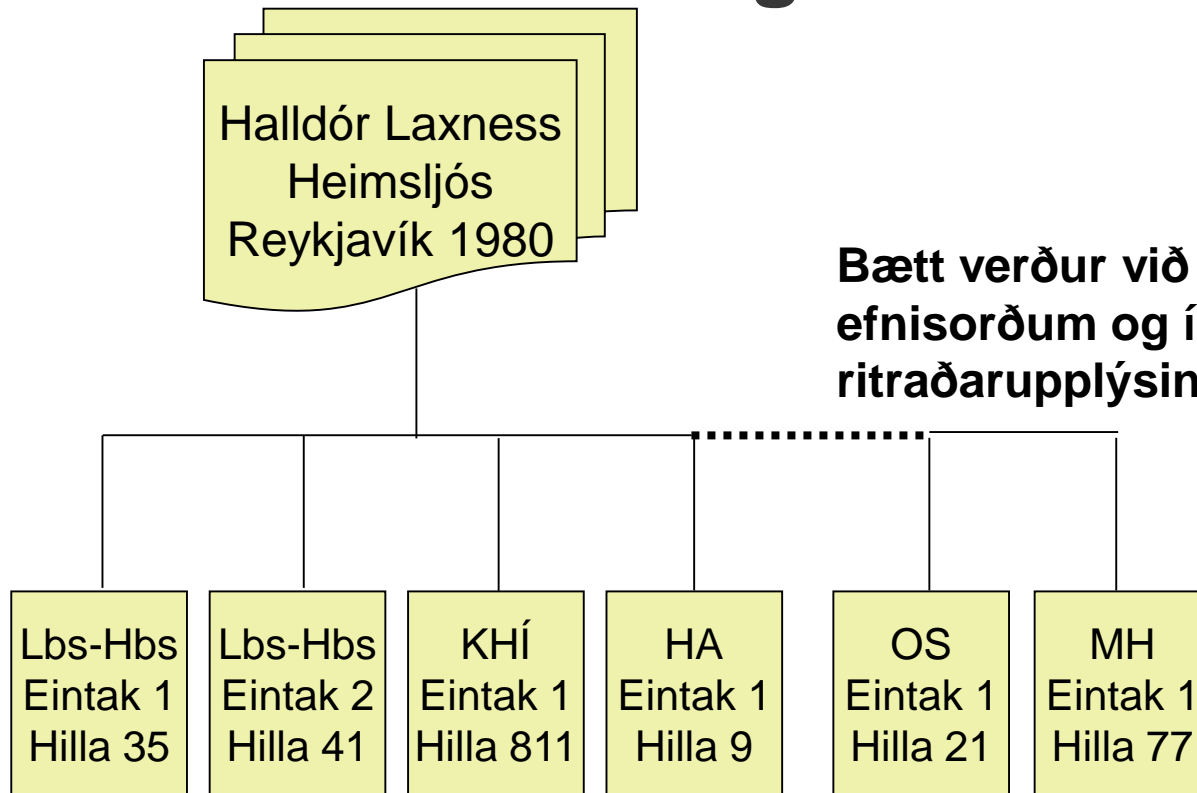 Halldór Laxness
Heimsljós
Reykjavík 1980
Bætt verður við
efnisorðum og í
ritraðarupplýsin
Lbs-Hbs
Eintak 1
Hilla 35
Lbs-Hbs
Eintak 2
Hilla 41
KHÍ
Eintak 1
Hilla 811
HA
Eintak 1
Hilla 9
OS
Eintak 1
Hilla 21
MH
Eintak 1
Hilla 77